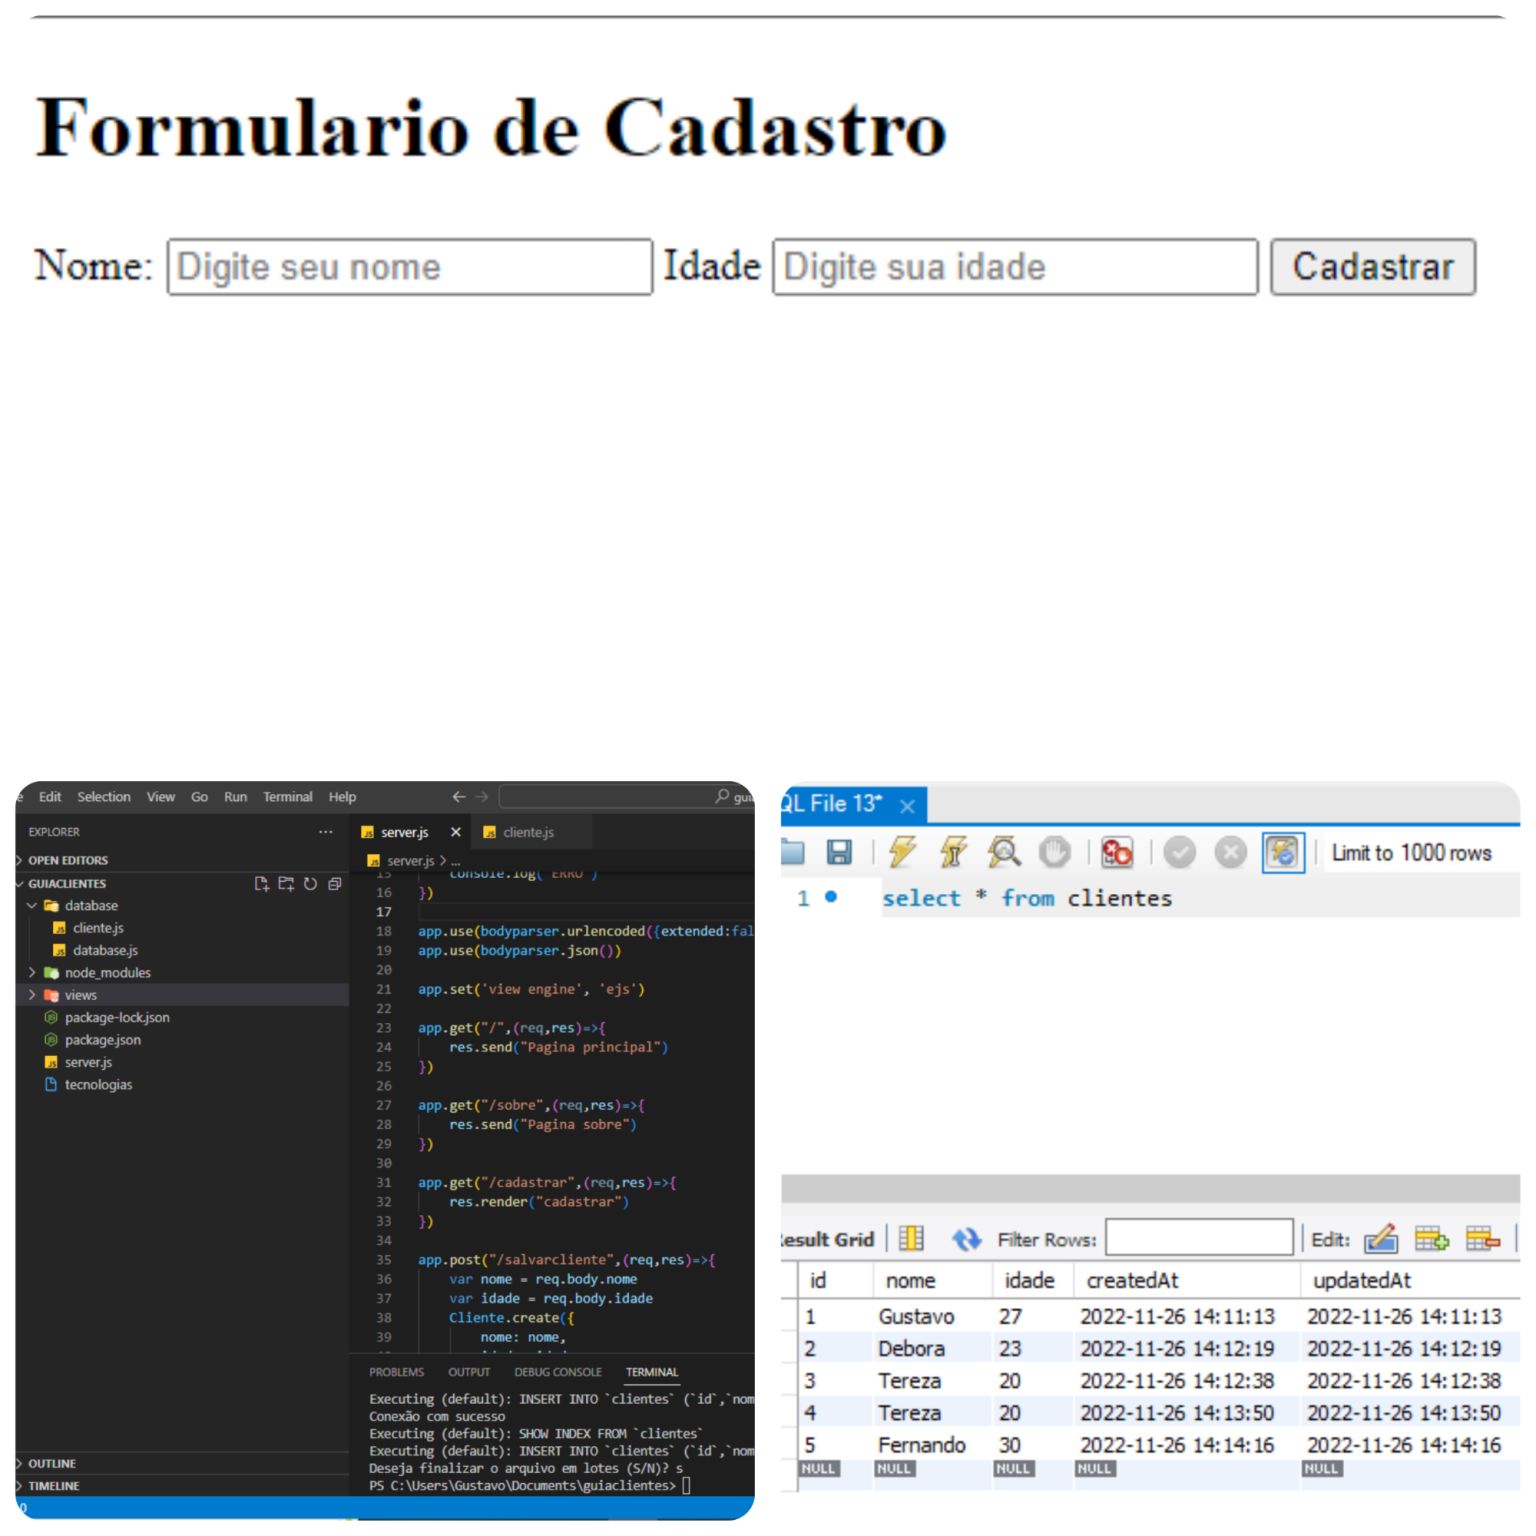 Formulario de Cadastro
Nome: Digite seu nome Idade Digite sua idade Cadastrar
Edit Selection View Go Run Terminal Help
EXPLORER
OPEN EDITORS
GUIACLIENTES
database
cliente.js
database.js
node_modules
views
package-lock.json
package.json
server.js
tecnologias
OUTLINE
TIMELINE
0
server.js cliente.js
server.js > ...
15 console.log("ERRO")
16 })
17
18 app.use(bodyparser.urlencoded({extended:fal
19 app.use(bodyparser.json())
20
21 app.set('view engine', 'ejs')
22
23 app.get("/",(req,res)=>{
24 res.send("Pagina principal")
25 })
26
27 app.get("/sobre",(req,res)=>{
28 res.send("Pagina sobre")
29 })
30
31 app.get("/cadastrar",(req,res)=>{
32 res.render("cadastrar")
33 })
34
35 app.post("/salvarcliente",(req,res)=>{
36 var nome = req.body.nome
37 var idade = req.body.idade
38 Cliente.create({
39 nome: nome,
PROBLEMS OUTPUT DEBUG CONSOLE TERMINAL
Executing (default): INSERT INTO `clientes` (`id`,`nom
Conexão com sucesso
Executing (default): SHOW INDEX FROM `clientes`
Executing (default): INSERT INTO `clientes` (`id`,`nom
Deseja finalizar o arquivo em lotes (S/N)? s
PS C:\Users\Gustavo\Documents\guiaclientes>
QL File 13*
Limit to 1000 rows
1 select * from clientes
esult Grid Filter Rows: Edit:
id nome idade createdAt updatedAt
1 Gustavo 27 2022-11-26 14:11:13 2022-11-26 14:11:13
2 Debora 23 2022-11-26 14:12:19 2022-11-26 14:12:19
3 Tereza 20 2022-11-26 14:12:38 2022-11-26 14:12:38
4 Tereza 20 2022-11-26 14:13:50 2022-11-26 14:13:50
5 Fernando 30 2022-11-26 14:14:16 2022-11-26 14:14:16
NULL NULL NULL NULL NULL